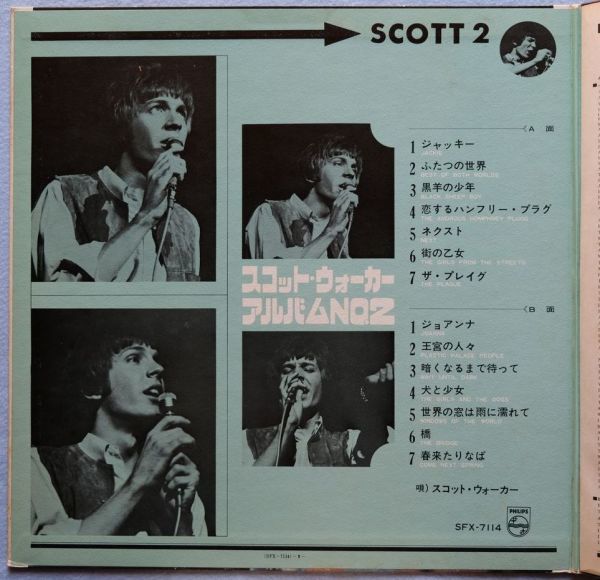 SCOTT 2
A 面
1 ジャッキー
JACKIE
2 ふたつの世界
BEST OF BOTH WORLDS
3 黒羊の少年
BLACK SHEEP BOY
4 恋するハンフリー・プラグ
THE AMOROUS HUMPHREY PLUGG
5 ネクスト
NEXT
6 街の乙女
THE GIRLS FROM THE STREETS
7 ザ・プレイグ
THE PLAGUE
スコット・ウォーカー
アルバムNO.2
B 面
1 ジョアンナ
JOANNA
2 王宮の人々
PLASTIC PALACE PEOPLE
3 暗くなるまで待って
WAIT UNTIL DARK
4 犬と少女
THE GIRLS AND THE DOGS
5 世界の窓は雨に濡れて
WINDOWS OF THE WORLD
6 橋
THE BRIDGE
7 春来たりなば
COME NEXT SPRING
唄) スコット・ウォーカー
SFX-7114
PHILIPS